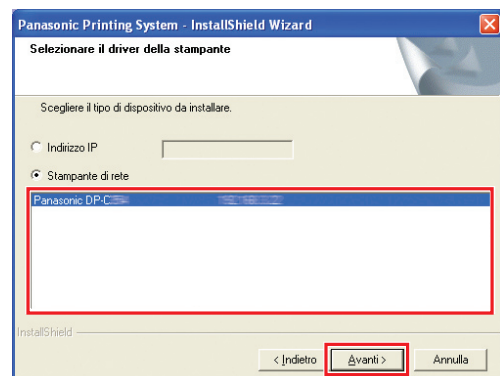 Panasonic Printing System - InstallShield Wizard
Selezionare il driver della stampante
Scegliere il tipo di dispositivo da installare.
Indirizzo IP
Stampante di rete
Panasonic DP-C
InstallShield
< Indietro Avanti > Annulla